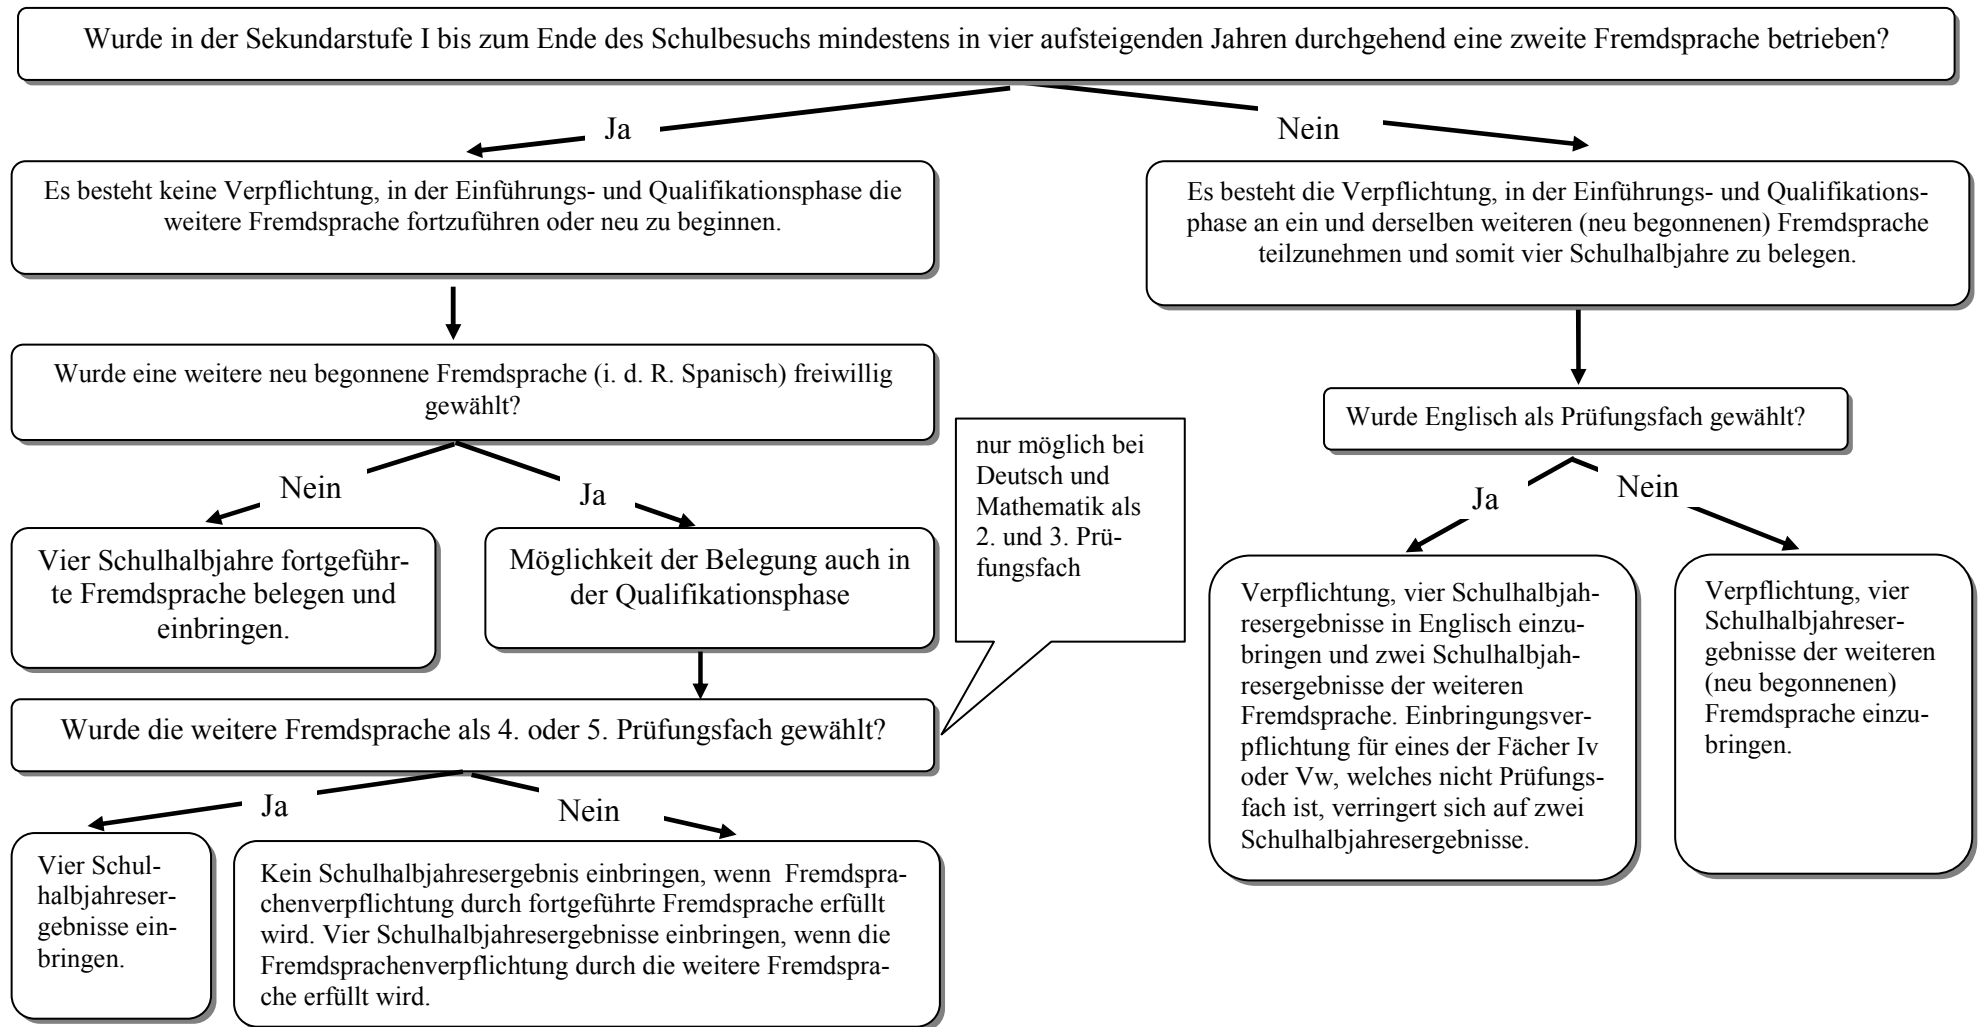 Wurde in der Sekundarstufe I bis zum Ende des Schulbesuchs mindestens in vier aufsteigenden Jahren durchgehend eine zweite Fremdsprache betrieben?
Ja
Nein
Es besteht keine Verpflichtung, in der Einführungs- und Qualifikationsphase die
weitere Fremdsprache fortzuführen oder neu zu beginnen.
Es besteht die Verpflichtung, in der Einführungs- und Qualifikations-
phase an ein und derselben weiteren (neu begonnenen) Fremdsprache
teilzunehmen und somit vier Schulhalbjahre zu belegen.
Wurde eine weitere neu begonnene Fremdsprache (i. d. R. Spanisch) freiwillig
gewählt?
Wurde Englisch als Prüfungsfach gewählt?
nur möglich bei
Deutsch und
Mathematik als
2. und 3. Prü-
fungsfach
Nein
Ja
Ja
Nein
Vier Schulhalbjahre fortgeführ-
te Fremdsprache belegen und
einbringen.
Möglichkeit der Belegung auch in
der Qualifikationsphase
Verpflichtung, vier Schulhalbjah-
resergebnisse in Englisch einzu-
bringen und zwei Schulhalbjah-
resergebnisse der weiteren
Fremdsprache. Einbringungsver-
pflichtung für eines der Fächer Iv
oder Vw, welches nicht Prüfungs-
fach ist, verringert sich auf zwei
Schulhalbjahresergebnisse.
Verpflichtung, vier
Schulhalbjahreser-
gebnisse der weiteren
(neu begonnenen)
Fremdsprache einzu-
bringen.
Wurde die weitere Fremdsprache als 4. oder 5. Prüfungsfach gewählt?
Ja
Nein
Vier Schul-
halbjahreser-
gebnisse ein-
bringen.
Kein Schulhalbjahresergebnis einbringen, wenn Fremdspra-
chenverpflichtung durch fortgeführte Fremdsprache erfüllt
wird. Vier Schulhalbjahresergebnisse einbringen, wenn die
Fremdsprachenverpflichtung durch die weitere Fremdspra-
che erfüllt wird.